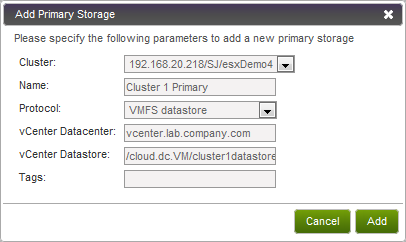 Add Primary Storage
Please specify the following parameters to add a new primary storage
Cluster: 192.168.20.218/SJ/esxDemo4
Name: Cluster 1 Primary
Protocol: VMFS datastore
vCenter Datacenter: vcenter.lab.company.com
vCenter Datastore: /cloud.dc.VM/cluster1datastore
Tags:
Cancel Add